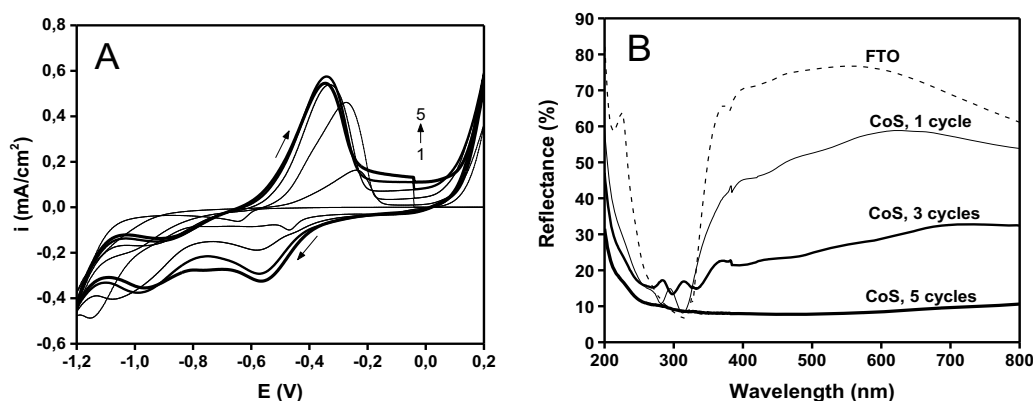 A
0,8
0,6
0,4
0,2
0,0
-0,2
-0,4
-0,6
i (mA/cm²)
5
1
-1,2 -1,0 -0,8 -0,6 -0,4 -0,2 0,0 0,2
E (V)
B
90
80
70
60
50
40
30
20
10
0
Reflectance (%)
FTO
CoS, 1 cycle
CoS, 3 cycles
CoS, 5 cycles
200 300 400 500 600 700 800
Wavelength (nm)